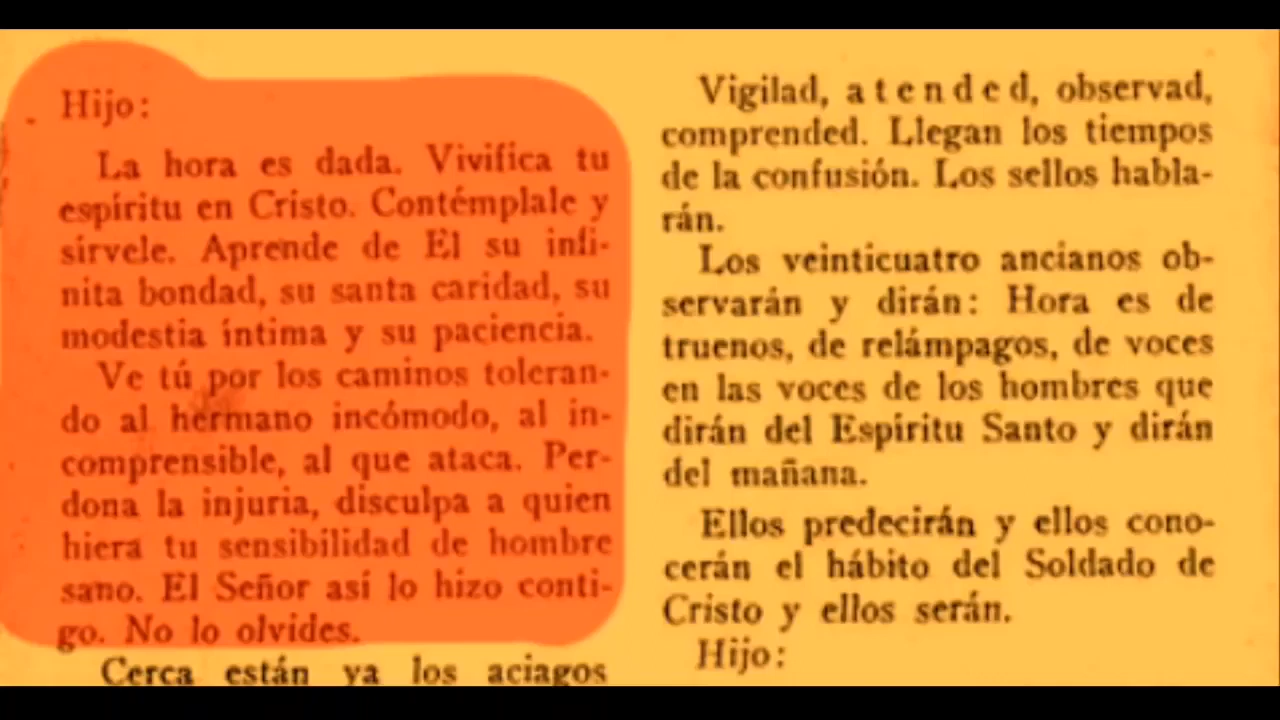 Hijo:
La hora es dada. Vivifica tu
espíritu en Cristo. Contémplale y
sírvele. Aprende de El su infi-
nita bondad, su santa caridad, su
modestia íntima y su paciencia.
Ve tú por los caminos toleran-
do al hermano incómodo, al in-
comprensible, al que ataca. Per-
dona la injuria, disculpa a quien
hiera tu sensibilidad de hombre
sano. El Señor así lo hizo conti-
go. No lo olvides.
Cerca están ya los aciagos
Vigilad, atended, observad,
comprended. Llegan los tiempos
de la confusión. Los sellos habla-
rán.
Los veinticuatro ancianos ob-
servarán y dirán: Hora es de
truenos, de relámpagos, de voces
en las voces de los hombres que
dirán del Espíritu Santo y dirán
del mañana.
Ellos predecirán y ellos cono-
cerán el hábito del Soldado de
Cristo y ellos serán.
Hijo: